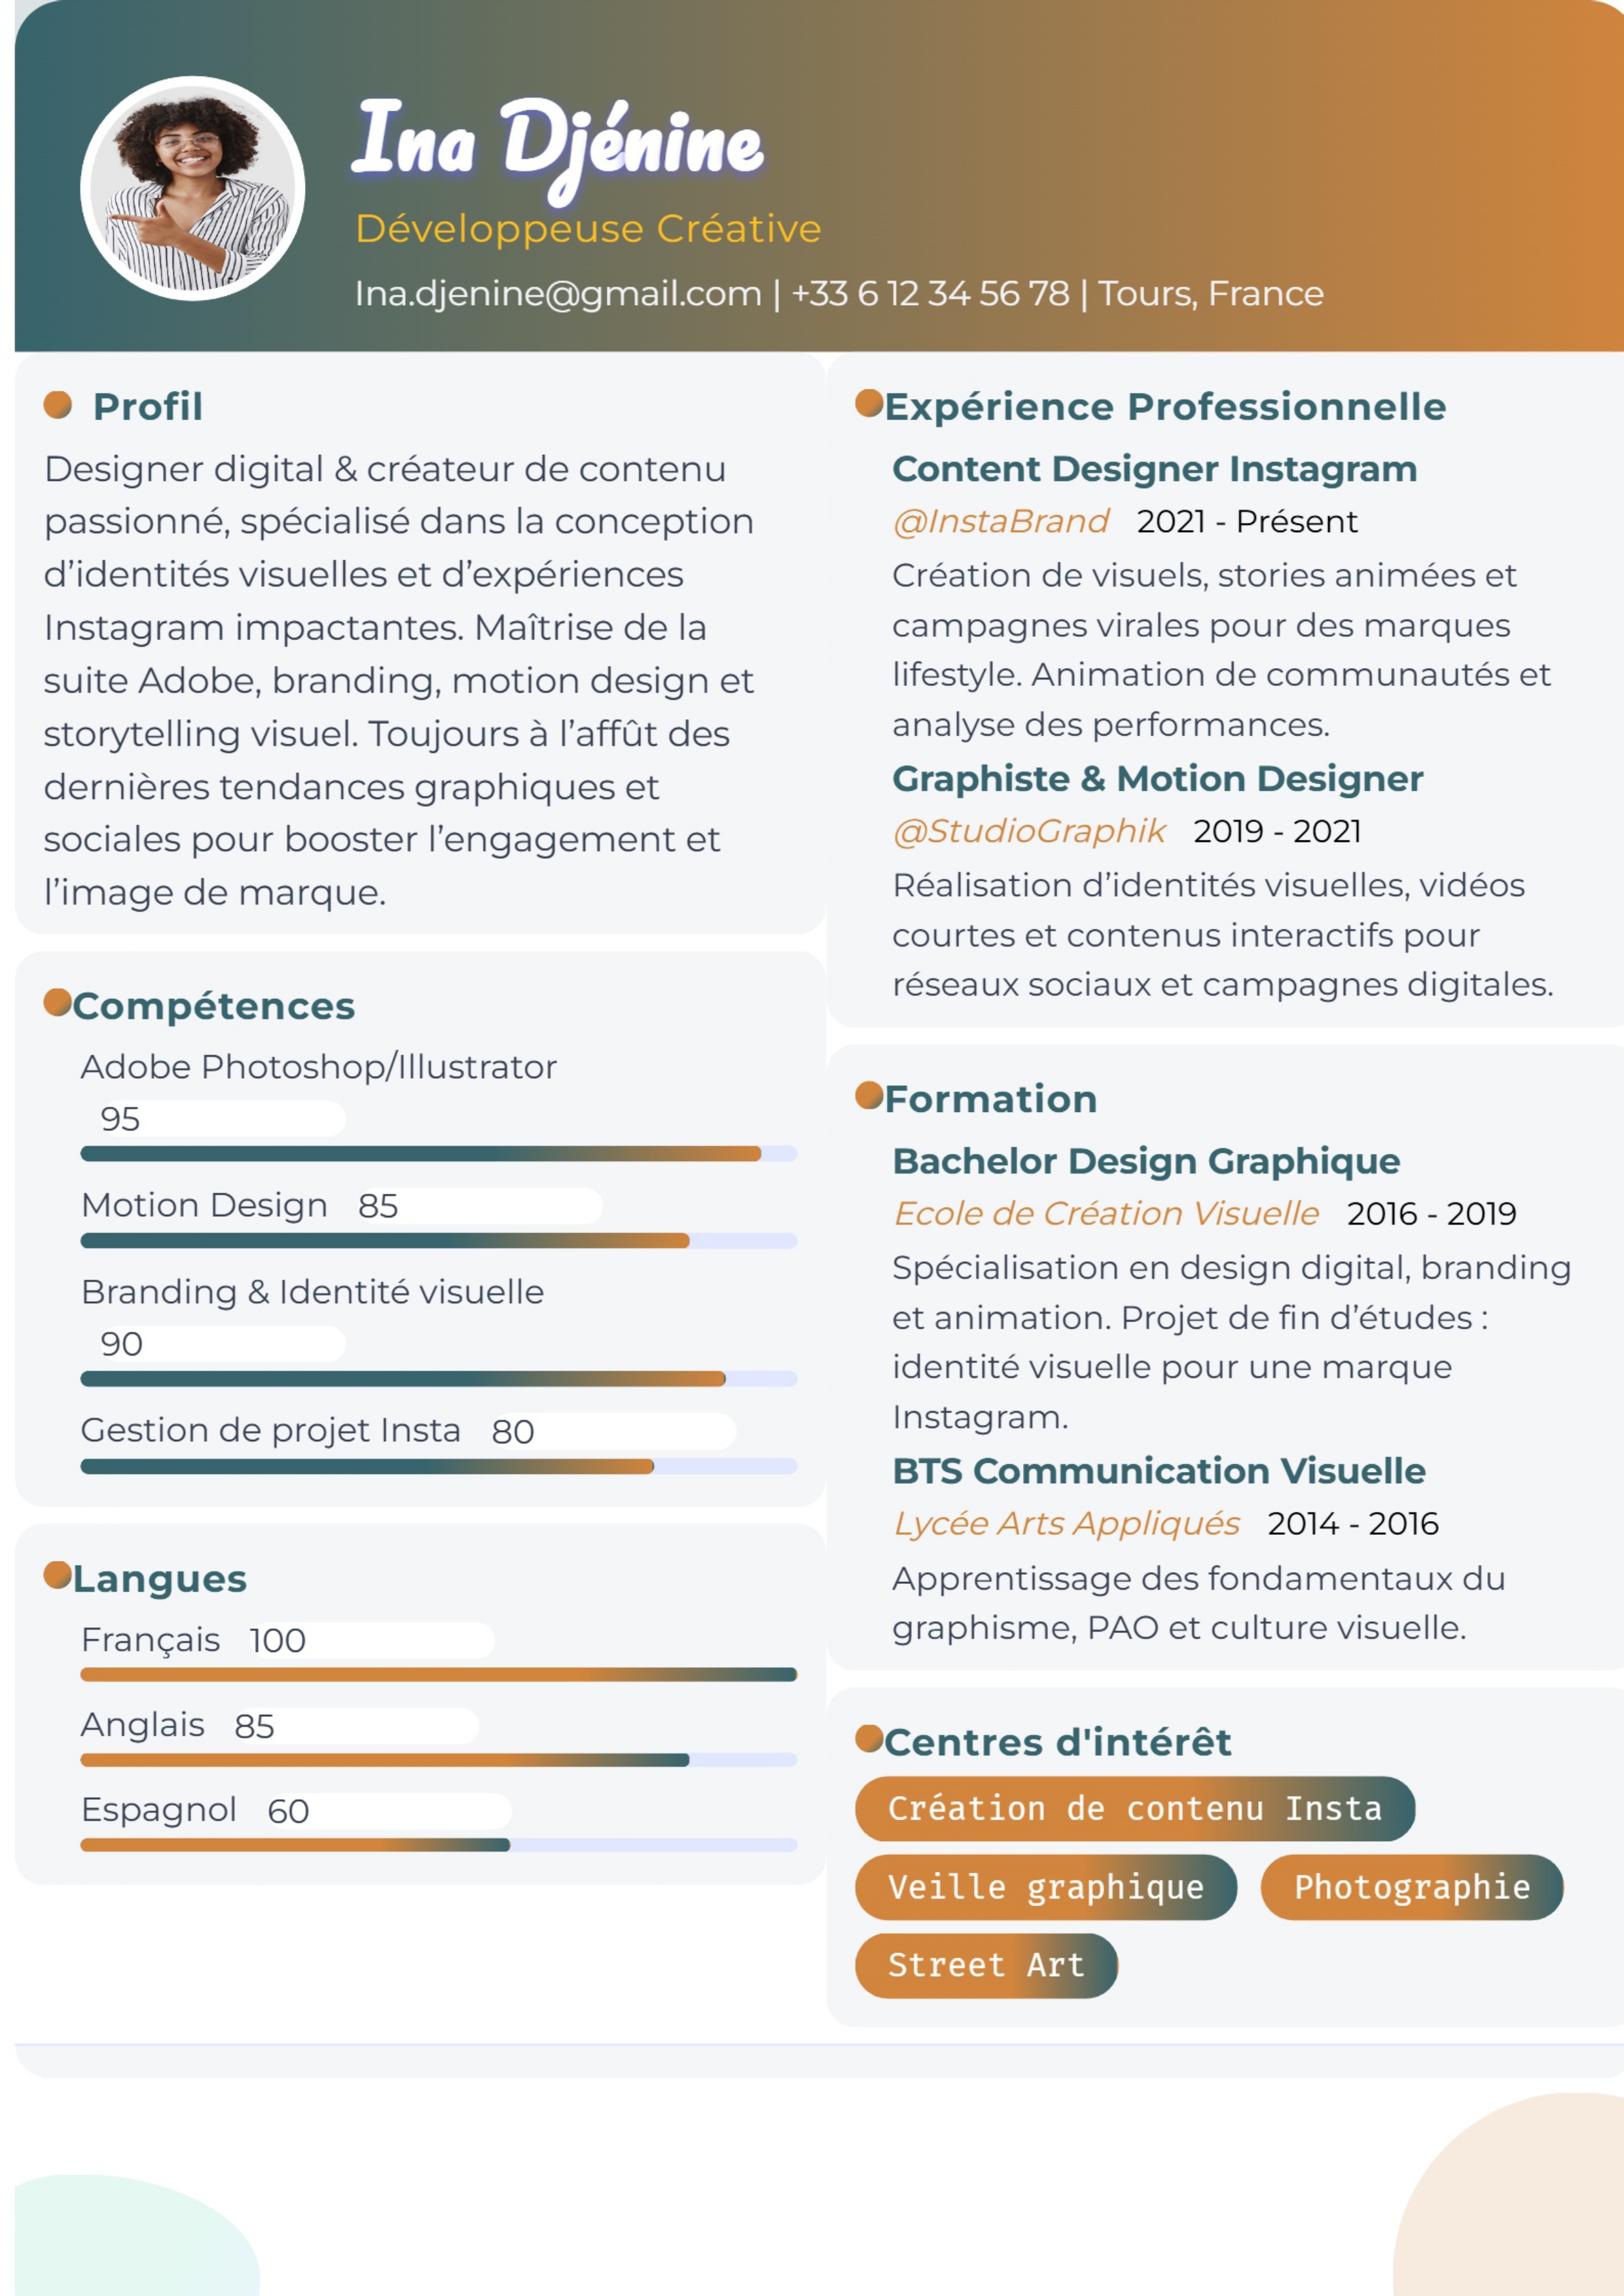 Ina Djénine
Développeuse Créative
Ina.djenine@gmail.com | +33 6 12 34 56 78 | Tours, France
Profil
Designer digital & créateur de contenu
passionné, spécialisé dans la conception
d’identités visuelles et d’expériences
Instagram impactantes. Maîtrise de la
suite Adobe, branding, motion design et
storytelling visuel. Toujours à l’affût des
dernières tendances graphiques et
sociales pour booster l’engagement et
l’image de marque.
Compétences
Adobe Photoshop/Illustrator
95
Motion Design 85
Branding & Identité visuelle
90
Gestion de projet Insta 80
Langues
Français 100
Anglais 85
Espagnol 60
Expérience Professionnelle
Content Designer Instagram
@InstaBrand 2021 - Présent
Création de visuels, stories animées et
campagnes virales pour des marques
lifestyle. Animation de communautés et
analyse des performances.
Graphiste & Motion Designer
@StudioGraphik 2019 - 2021
Réalisation d’identités visuelles, vidéos
courtes et contenus interactifs pour
réseaux sociaux et campagnes digitales.
Formation
Bachelor Design Graphique
Ecole de Création Visuelle 2016 - 2019
Spécialisation en design digital, branding
et animation. Projet de fin d’études :
identité visuelle pour une marque
Instagram.
BTS Communication Visuelle
Lycée Arts Appliqués 2014 - 2016
Apprentissage des fondamentaux du
graphisme, PAO et culture visuelle.
Centres d'intérêt
Création de contenu Insta
Veille graphique Photographie
Street Art